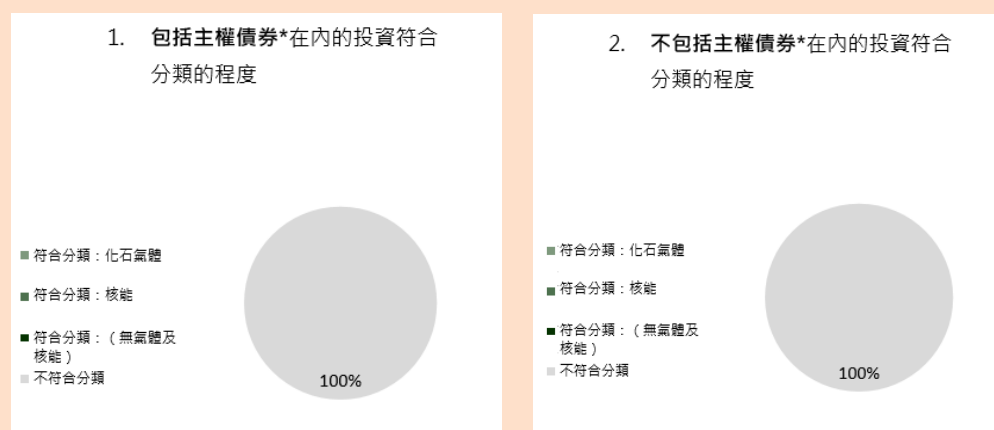 1. 包括主權債券*在內的投資符合
分類的程度
符合分類：化石氣體
符合分類：核能
符合分類：（無氣體及
核能）
不符合分類
100%
2. 不包括主權債券*在內的投資符合
分類的程度
符合分類：化石氣體
符合分類：核能
符合分類：（無氣體及
核能）
不符合分類
100%